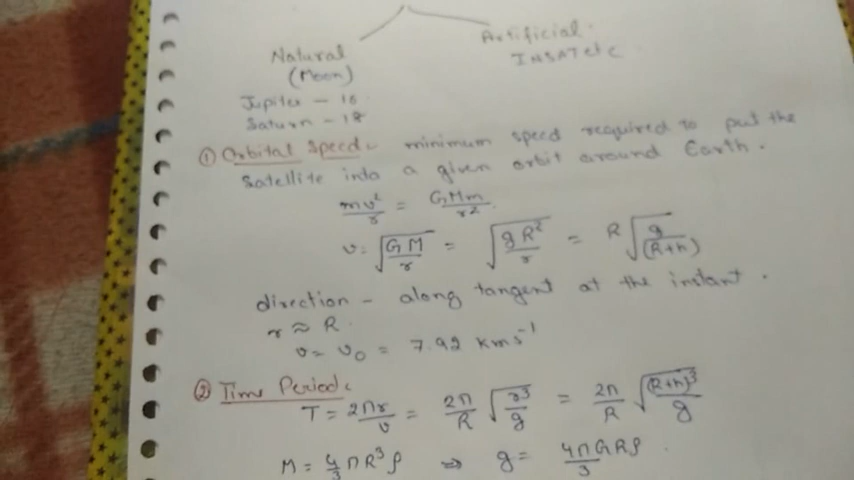 Natural
(Moon)
Artificial
INSAT etc
Jupiter - 16
Saturn - 18
① Orbital Speed:- minimum speed required to put the
satellite into a given orbit around Earth.
mv²/r = GMm/r²
v = √(GM/r) = √(gR²/r) = R √(g/(R+h))
direction - along tangent at the instant.
r ≈ R
v = v₀ = 7.92 kms⁻¹
② Time Period:
T = 2πr/v = 2π/R √(r³/g) = 2π/R √((R+h)³/g)
M = 4/3 πR³ρ ⇒ g = 4πGRρ/3